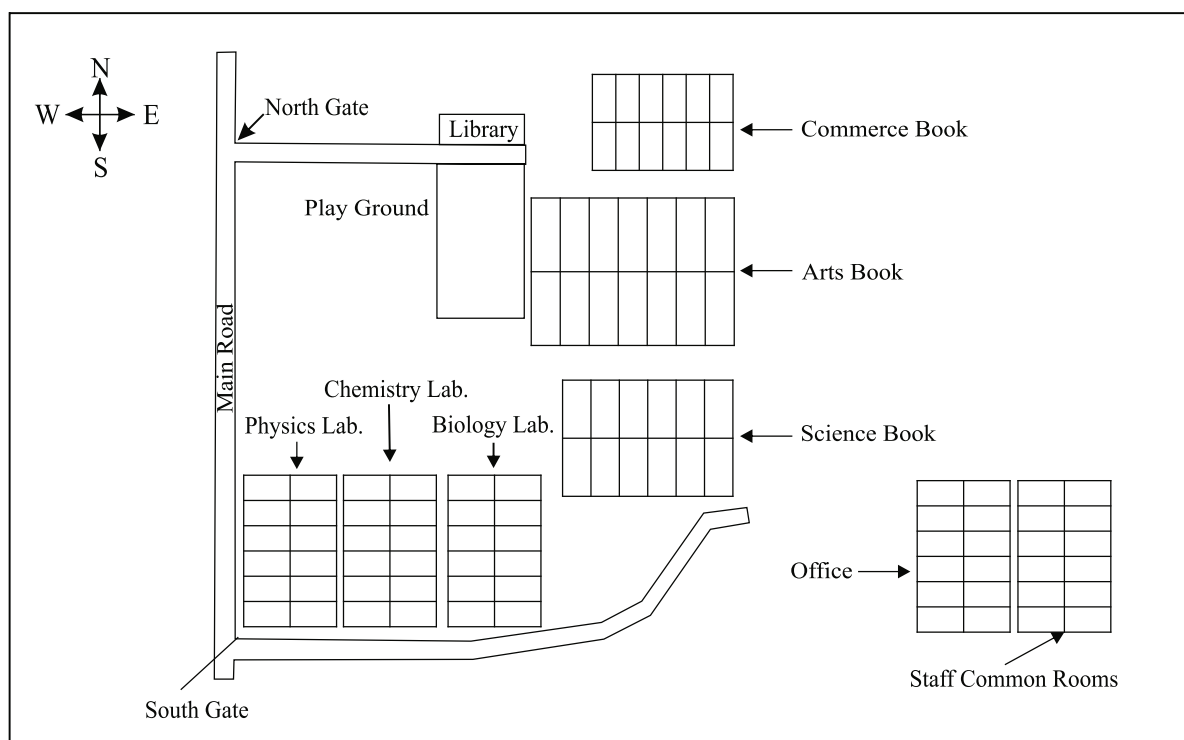 N
W E
S
North Gate
Library
Commerce Book
Play Ground
Arts Book
Main Road
Chemistry Lab.
Physics Lab.
Biology Lab.
Science Book
Office
Staff Common Rooms
South Gate